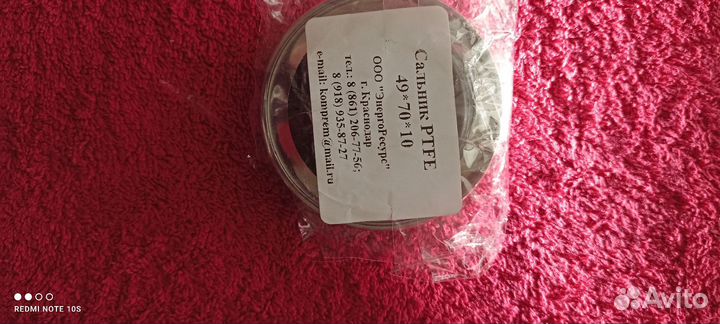 Сальник PTFE
49*70*10
ООО "ЭнергоРесурс"
г. Краснодар
тел.: 8 (861) 206-77-56;
8 (918) 935-87-27
e-mail: komprem@mail.ru
REDMI NOTE 10S
Avito